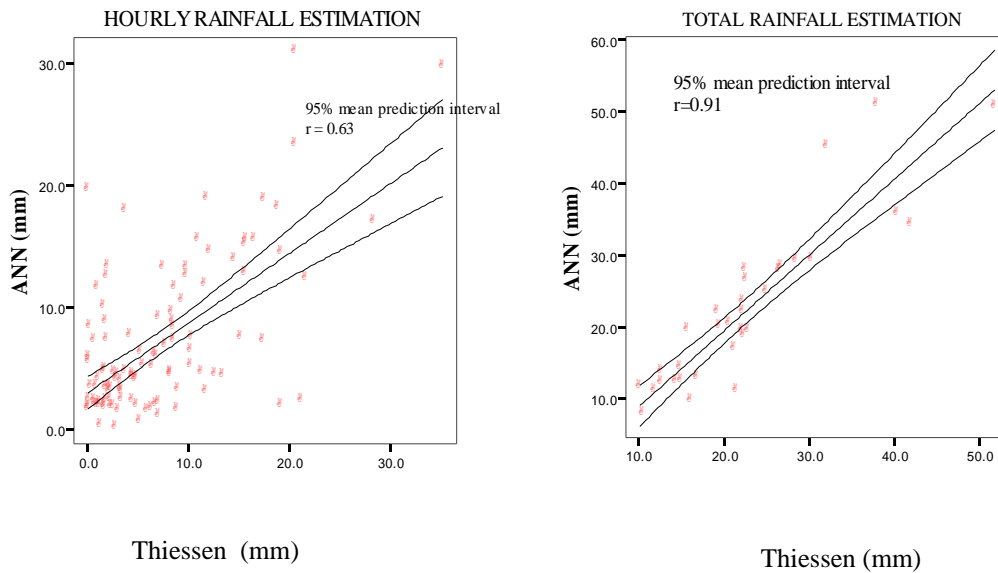 HOURLY RAINFALL ESTIMATION
30.0
20.0
10.0
0.0
ANN (mm)
95% mean prediction interval
r = 0.63
0.0 10.0 20.0 30.0
Thiessen (mm)
TOTAL RAINFALL ESTIMATION
60.0
50.0
40.0
30.0
20.0
10.0
ANN (mm)
95% mean prediction interval
r=0.91
10.0 20.0 30.0 40.0 50.0
Thiessen (mm)